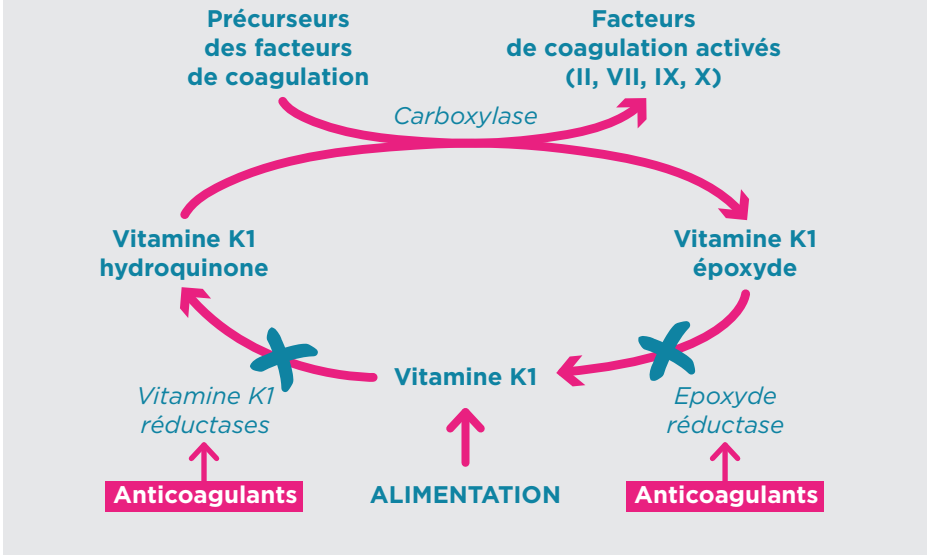 Précurseurs
des facteurs
de coagulation
Facteurs
de coagulation activés
(II, VII, IX, X)
Carboxylase
Vitamine K1
hydroquinone
Vitamine K1
époxyde
Vitamine K1
Vitamine K1
réductases
Epoxyde
réductase
Anticoagulants
ALIMENTATION
Anticoagulants